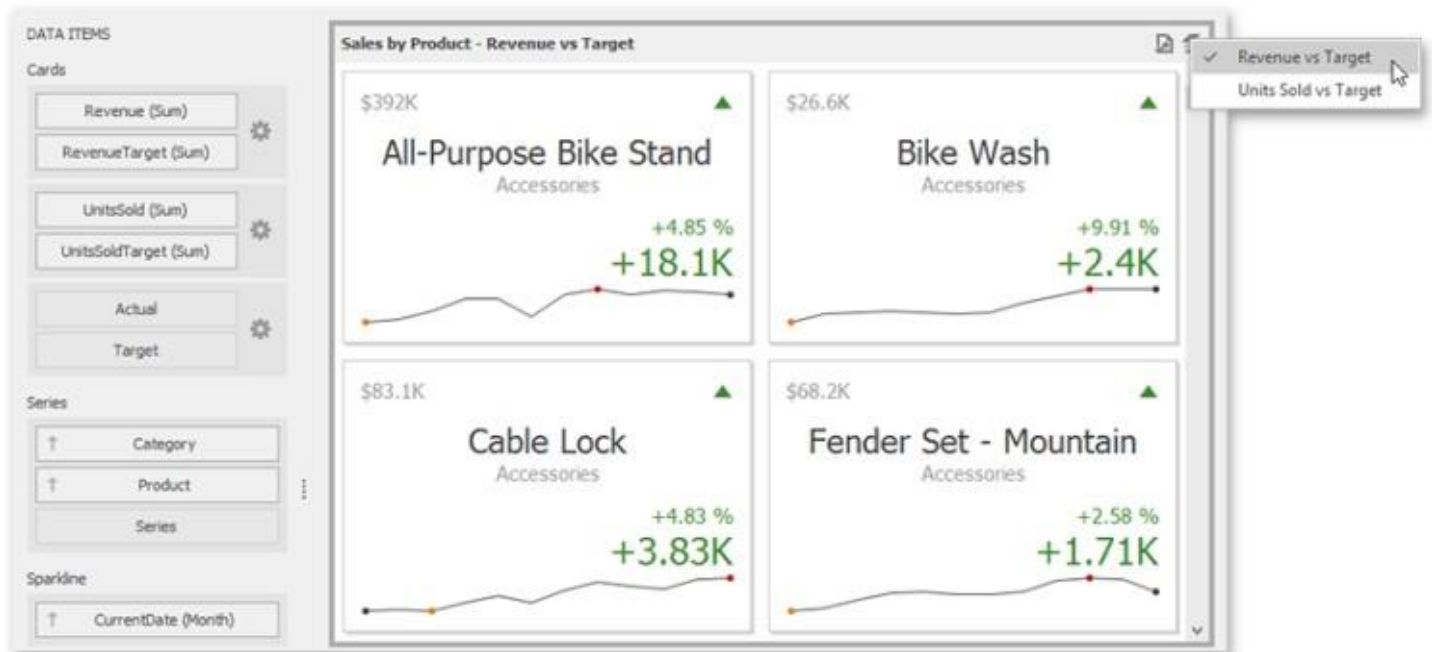 DATA ITEMS
Cards
Revenue (Sum)
RevenueTarget (Sum)
UnitsSold (Sum)
UnitsSoldTarget (Sum)
Actual
Target
Series
Category
Product
Series
Sparkline
CurrentDate (Month)
Sales by Product - Revenue vs Target
Revenue vs Target
Units Sold vs Target
$392K
All-Purpose Bike Stand
Accessories
+4.85 %
+18.1K
$26.6K
Bike Wash
Accessories
+9.91 %
+2.4K
$83.1K
Cable Lock
Accessories
+4.83 %
+3.83K
$68.2K
Fender Set - Mountain
Accessories
+2.58 %
+1.71K